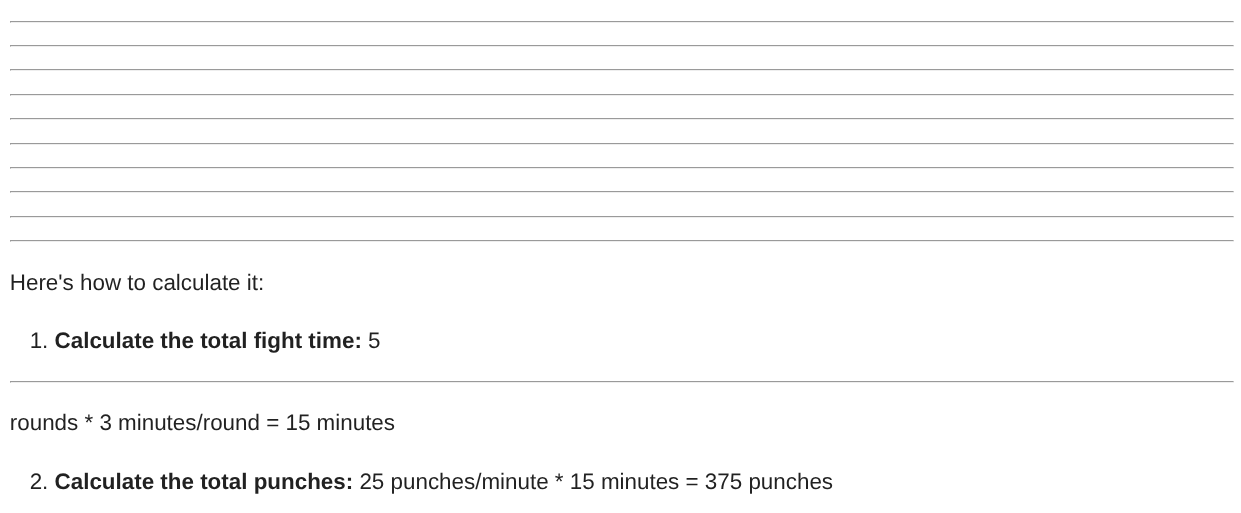 Here's how to calculate it:
1. Calculate the total fight time: 5
rounds * 3 minutes/round = 15 minutes
2. Calculate the total punches: 25 punches/minute * 15 minutes = 375 punches